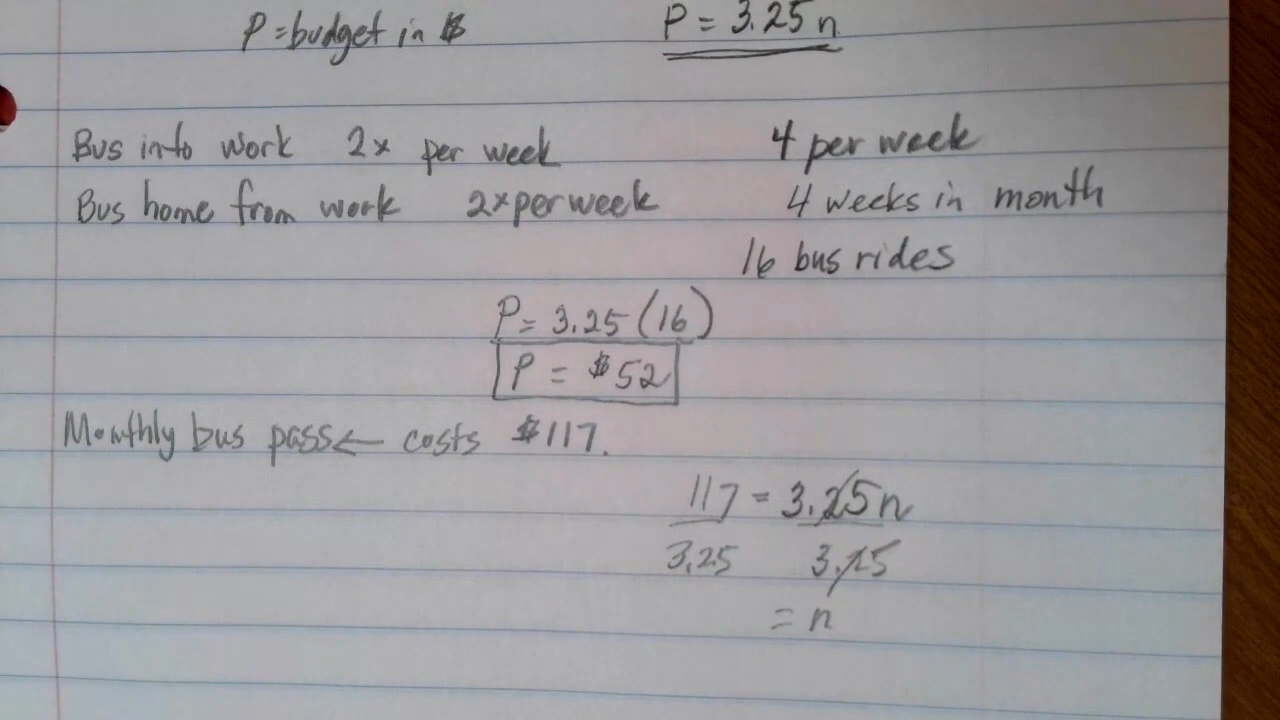 P=budget in $ P = 3.25n
Bus into work 2x per week 4 per week
Bus home from work 2x per week 4 weeks in month
16 bus rides
P= 3.25(16)
P = $52
Monthly bus pass ← costs $117.
117 = 3.25n
3.25 3.25
= n